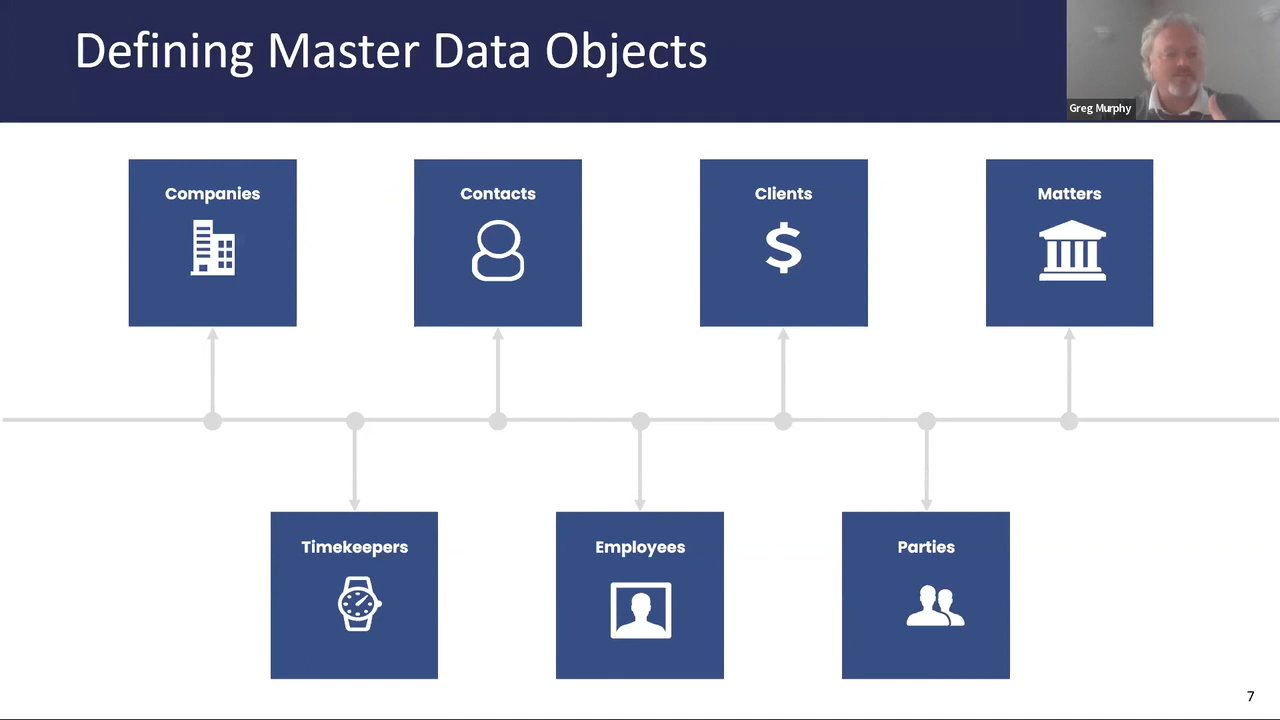 Defining Master Data Objects
Greg Murphy
Companies
Contacts
Clients
$
Matters
Timekeepers
Employees
Parties
7